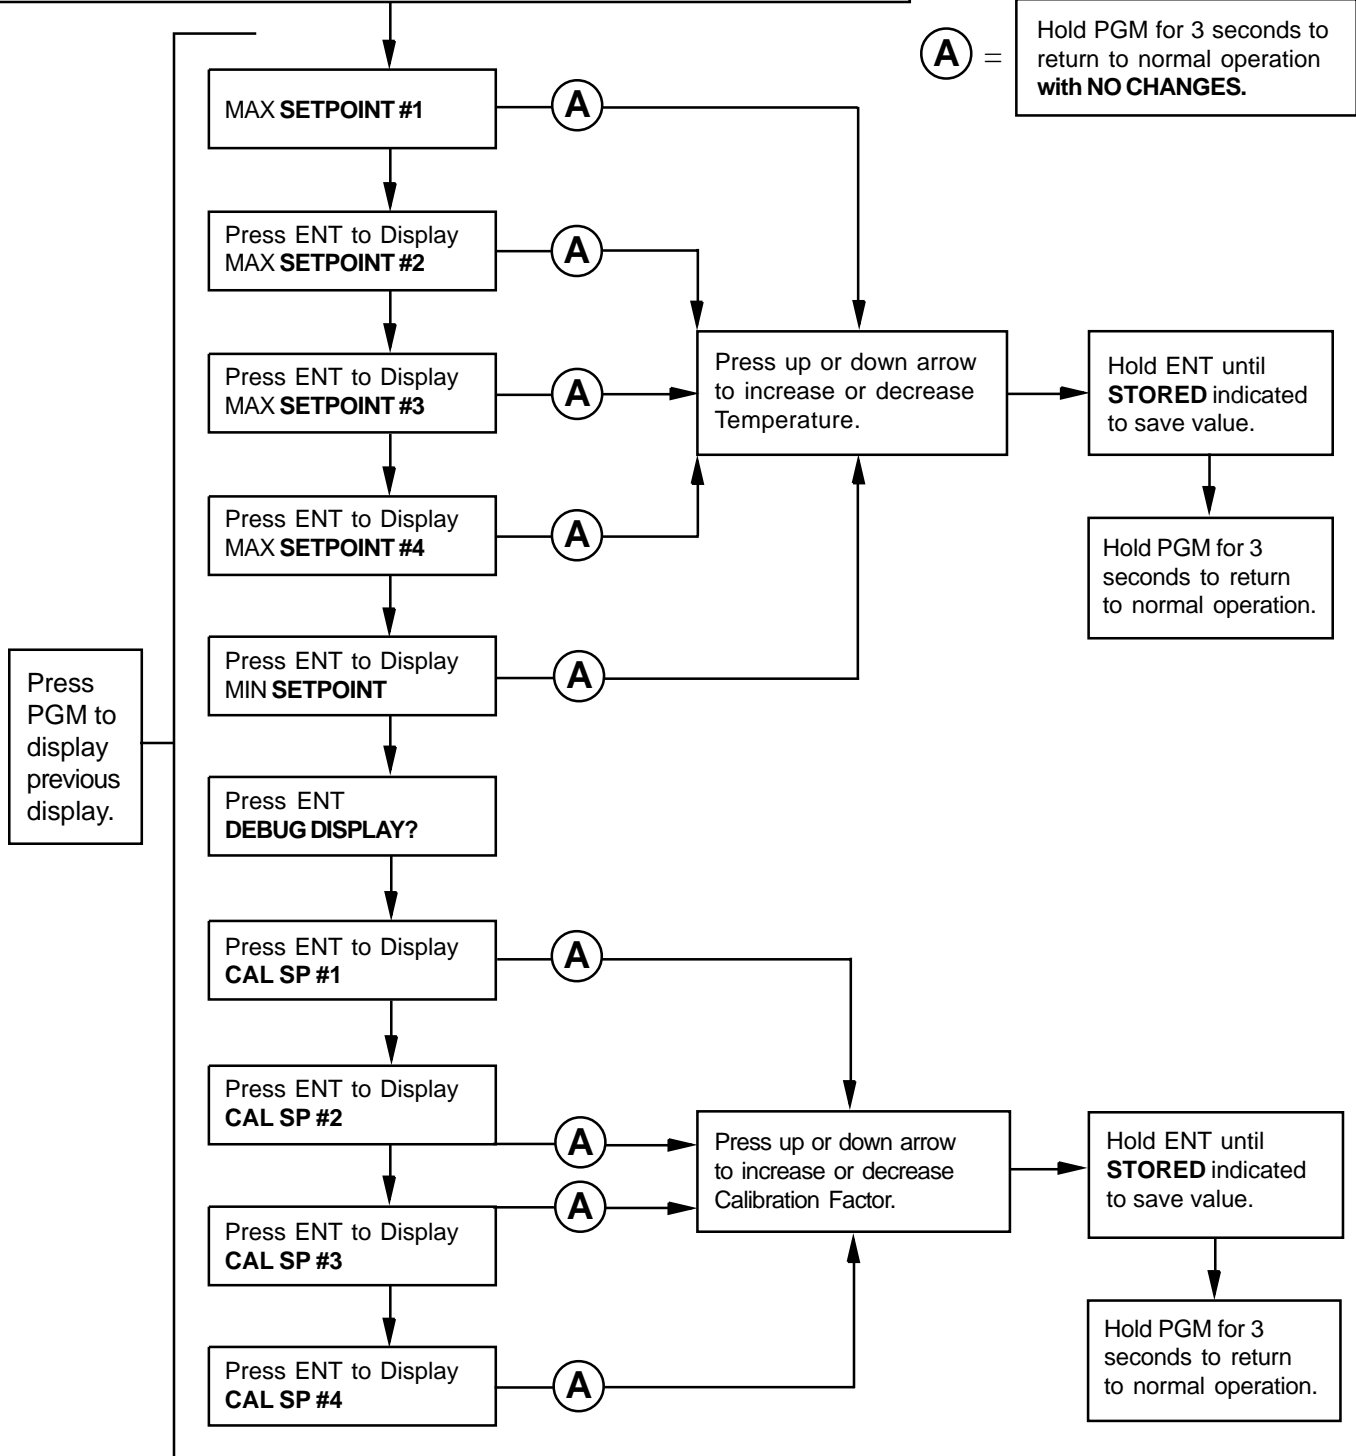 A
=
Hold PGM for 3 seconds to
return to normal operation
with NO CHANGES.
MAX SETPOINT #1
A
Press ENT to Display
MAX SETPOINT #2
A
Press ENT to Display
MAX SETPOINT #3
A
Press up or down arrow
to increase or decrease
Temperature.
Hold ENT until
STORED indicated
to save value.
Press ENT to Display
MAX SETPOINT #4
A
Hold PGM for 3
seconds to return
to normal operation.
Press ENT to Display
MIN SETPOINT
A
Press
PGM to
display
previous
display.
Press ENT
DEBUG DISPLAY?
Press ENT to Display
CAL SP #1
A
Press ENT to Display
CAL SP #2
A
Press up or down arrow
to increase or decrease
Calibration Factor.
Hold ENT until
STORED indicated
to save value.
A
Press ENT to Display
CAL SP #3
Hold PGM for 3
seconds to return
to normal operation.
Press ENT to Display
CAL SP #4
A